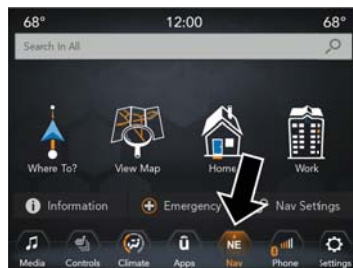 68° 12:00 68°
Search In All
Where To? View Map Home Work
Information Emergency Nav Settings
û NE
Media Controls Climate Apps Nav Phone Settings